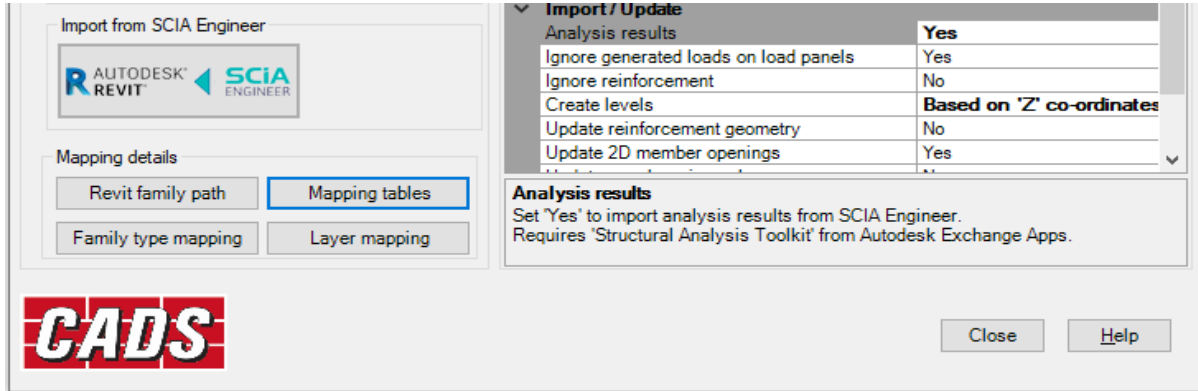 Import from SCIA Engineer
AUTODESK®
REVIT®
SCiA
ENGINEER
Mapping details
Revit family path
Mapping tables
Family type mapping
Layer mapping
Import / Update
Analysis results Yes
Ignore generated loads on load panels Yes
Ignore reinforcement No
Create levels Based on 'Z' co-ordinates
Update reinforcement geometry No
Update 2D member openings Yes
Analysis results
Set 'Yes' to import analysis results from SCIA Engineer.
Requires 'Structural Analysis Toolkit' from Autodesk Exchange Apps.
CADS
Close
Help